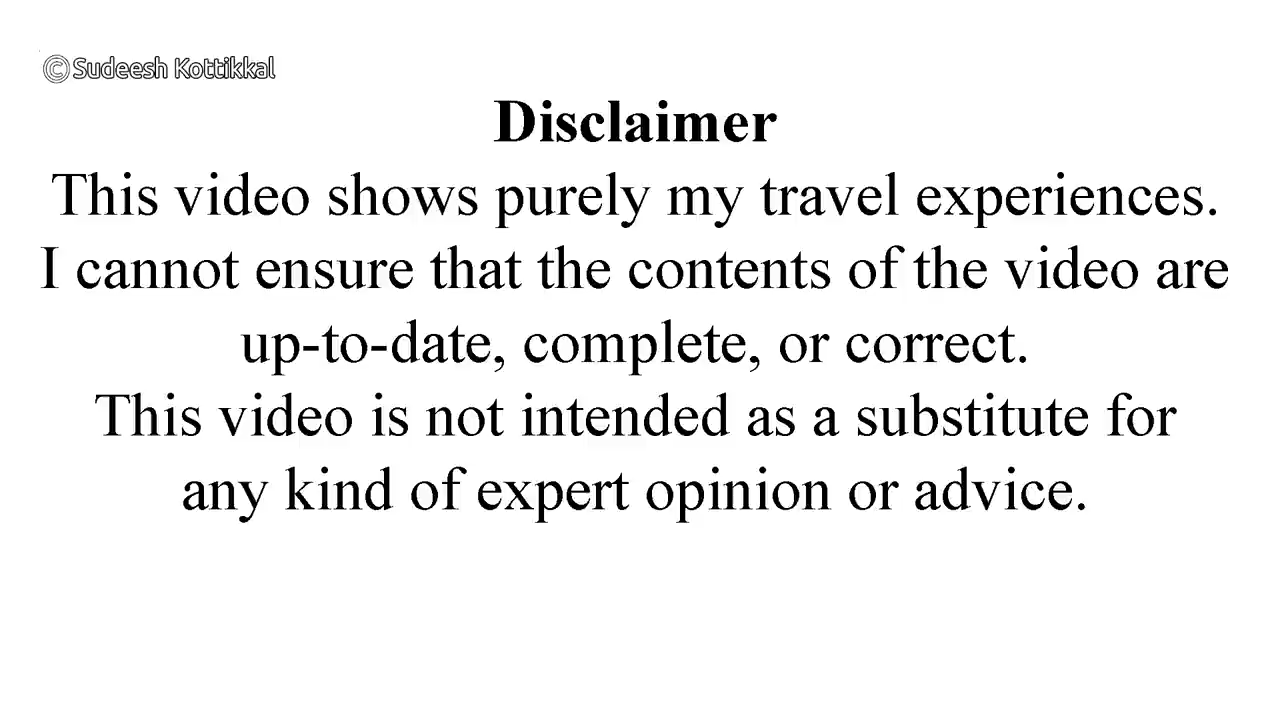 ©Sudeesh Kottikkal
Disclaimer
This video shows purely my travel experiences.
I cannot ensure that the contents of the video are
up-to-date, complete, or correct.
This video is not intended as a substitute for
any kind of expert opinion or advice.